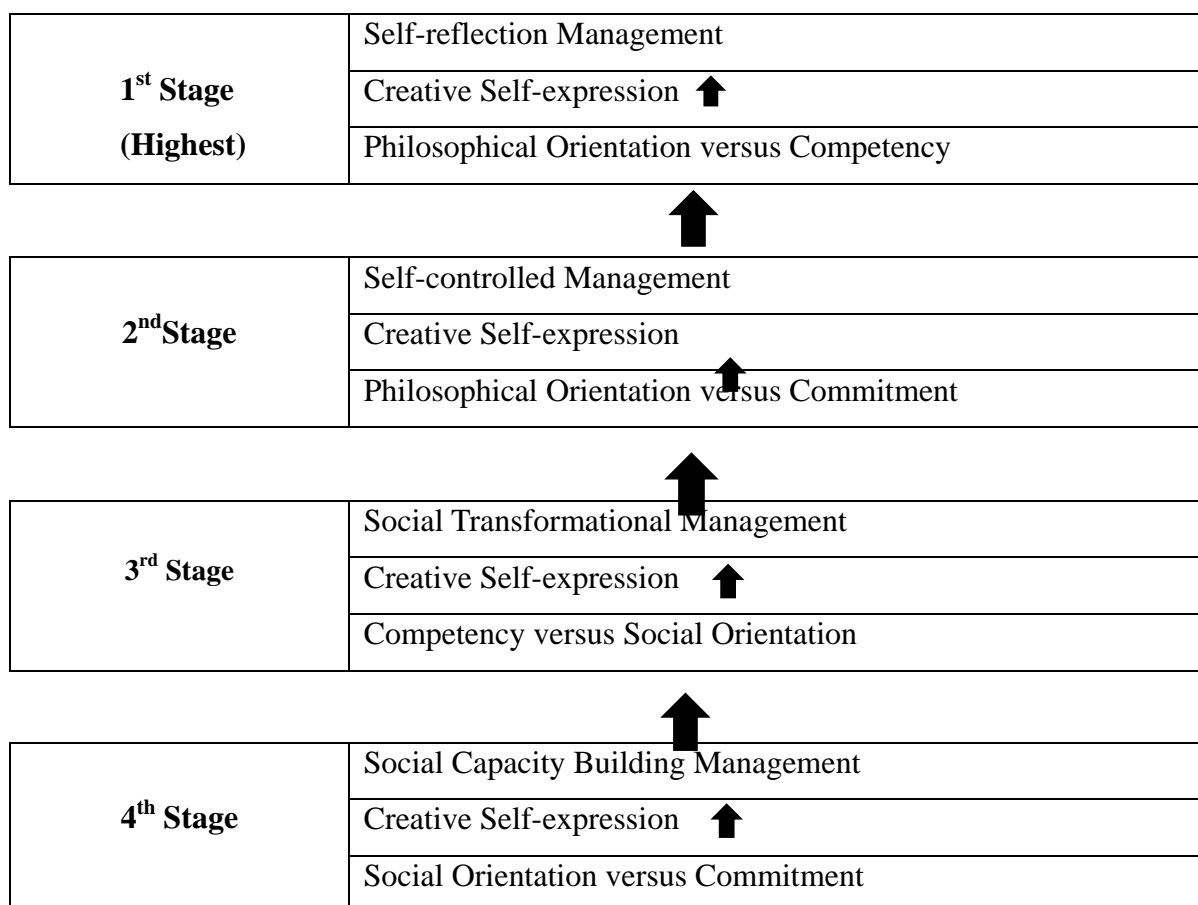 Self-reflection Management
1st Stage
(Highest)
Creative Self-expression
Philosophical Orientation versus Competency
Self-controlled Management
2ndStage
Creative Self-expression
Philosophical Orientation versus Commitment
Social Transformational Management
3rd Stage
Creative Self-expression
Competency versus Social Orientation
Social Capacity Building Management
4th Stage
Creative Self-expression
Social Orientation versus Commitment